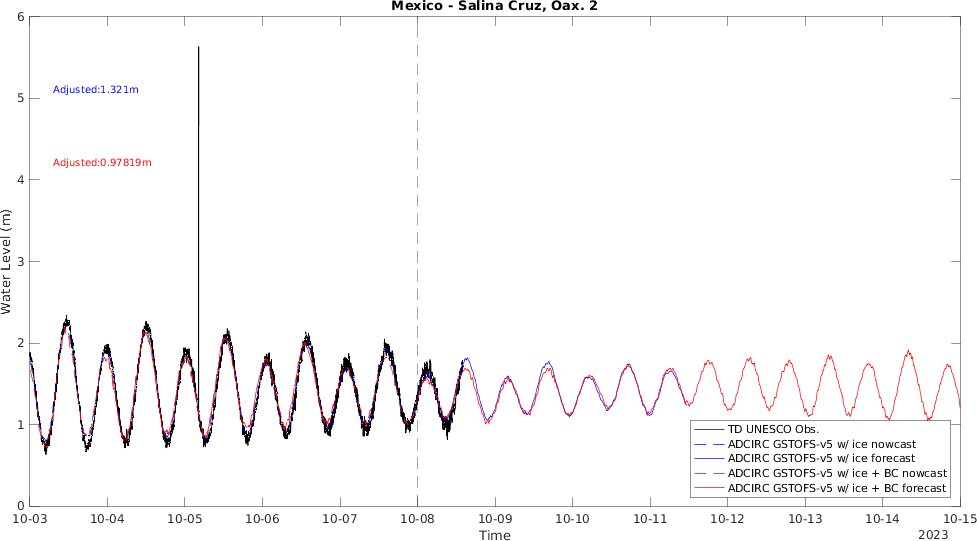 Mexico - Salina Cruz, Oax. 2
6
5
4
3
2
1
0
Water Level (m)
Adjusted:1.321m
Adjusted:0.97819m
TD UNESCO Obs.
ADCIRC GSTOFS-v5 w/ ice nowcast
ADCIRC GSTOFS-v5 w/ ice forecast
ADCIRC GSTOFS-v5 w/ ice + BC nowcast
ADCIRC GSTOFS-v5 w/ ice + BC forecast
10-03 10-04 10-05 10-06 10-07 10-08 10-09 10-10 10-11 10-12 10-13 10-14 10-15
Time
2023